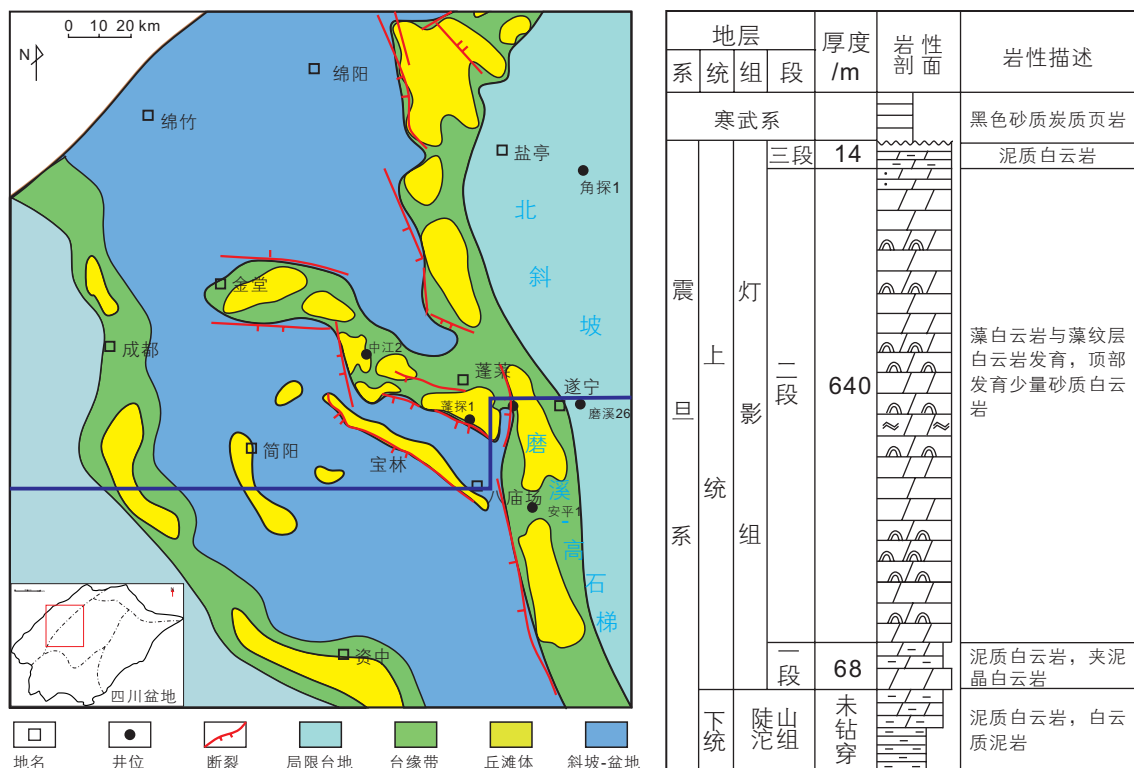 0 10 20 km
N
绵阳
绵竹
盐亭
角探1
北
斜
坡
金堂
成都
中江2
蓬莱
遂宁
蓬探1
磨溪26
简阳
宝林
八庙场
安平1
磨
溪
-
高
石
梯
资中
四川盆地
地名
井位
断裂
局限台地
台缘带
丘滩体
斜坡-盆地
地层
厚度
/m
岩性
剖面
岩性描述
系
统
组
段
寒武系
黑色砂质炭质页岩
三段
14
泥质白云岩
震
旦
系
上
统
灯
影
组
二
段
640
藻白云岩与藻纹层
白云岩发育，顶部
发育少量砂质白云
岩
一
段
68
泥质白云岩，夹泥
晶白云岩
下
统
陡山
沱组
未
钻
穿
泥质白云岩，白云
质泥岩